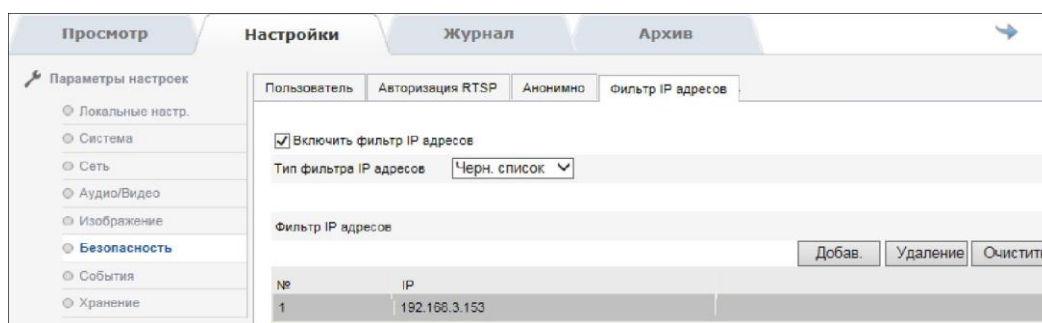 Просмотр Настройки Журнал Архив
Параметры настроек
Локальные настр.
Система
Сеть
Аудио/Видео
Изображение
Безопасность
События
Хранение
Пользователь Авторизация RTSP Анонимно Фильтр IP адресов
Включить фильтр IP адресов
Тип фильтра IP адресов Черн. список
Фильтр IP адресов
Добав. Удаление Очистит
№ IP
1 192.168.3.153